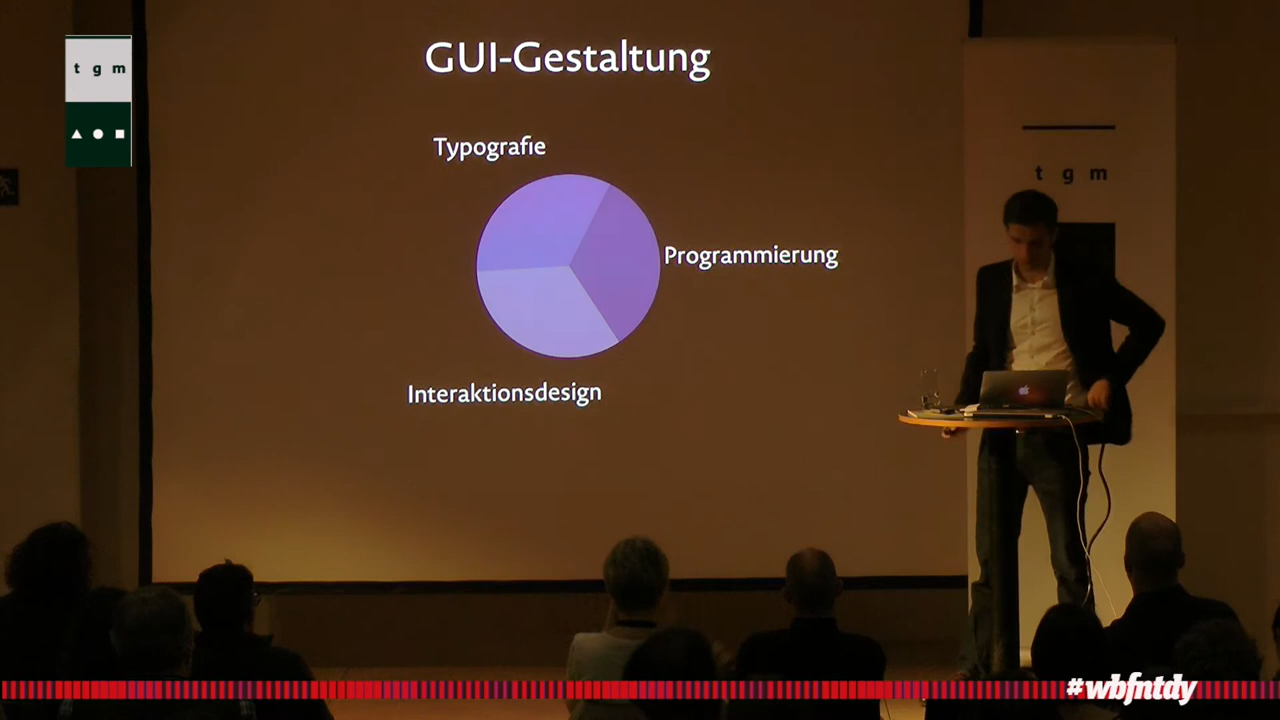 GUI-Gestaltung
t g m
Typografie
t g m
Programmierung
Interaktionsdesign
#wbfntdy